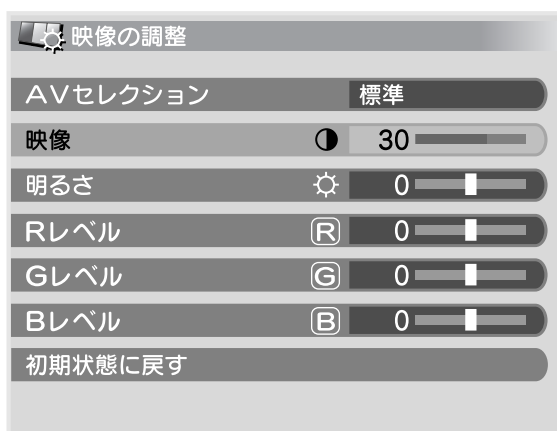 映像の調整
AVセレクション 標準
映像 30
明るさ 0
Rレベル R 0
Gレベル G 0
Bレベル B 0
初期状態に戻す